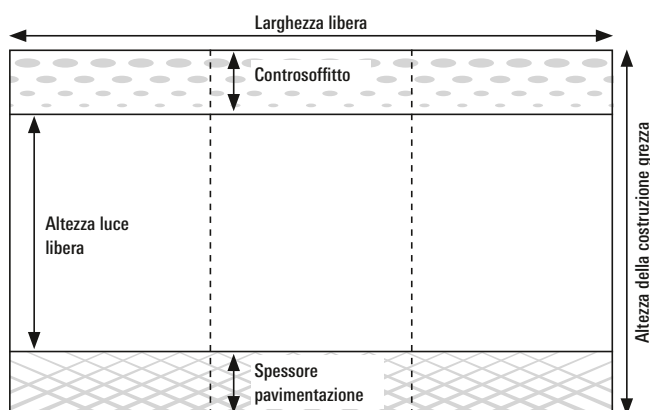 Larghezza libera
Controsoffitto
Altezza luce
libera
Altezza della costruzione grezza
Spessore
pavimentazione